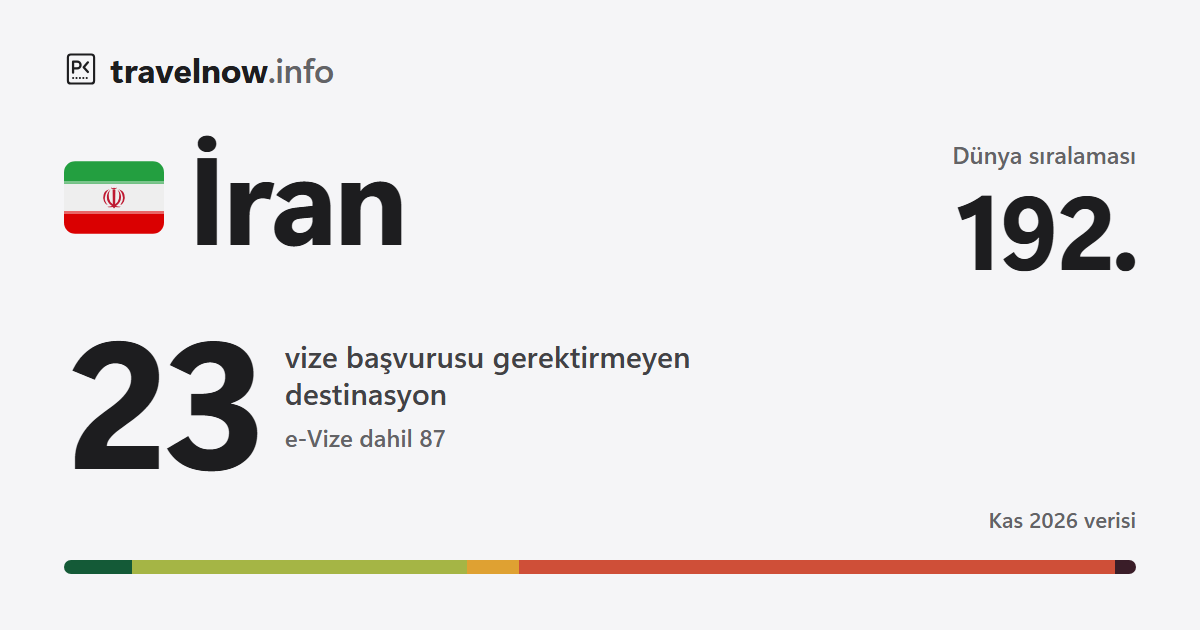 travelnow.info
İran
Dünya sıralaması
192.
23
vize başvurusu gerektirmeyen
destinasyon
e-Vize dahil 87
Kas 2026 verisi